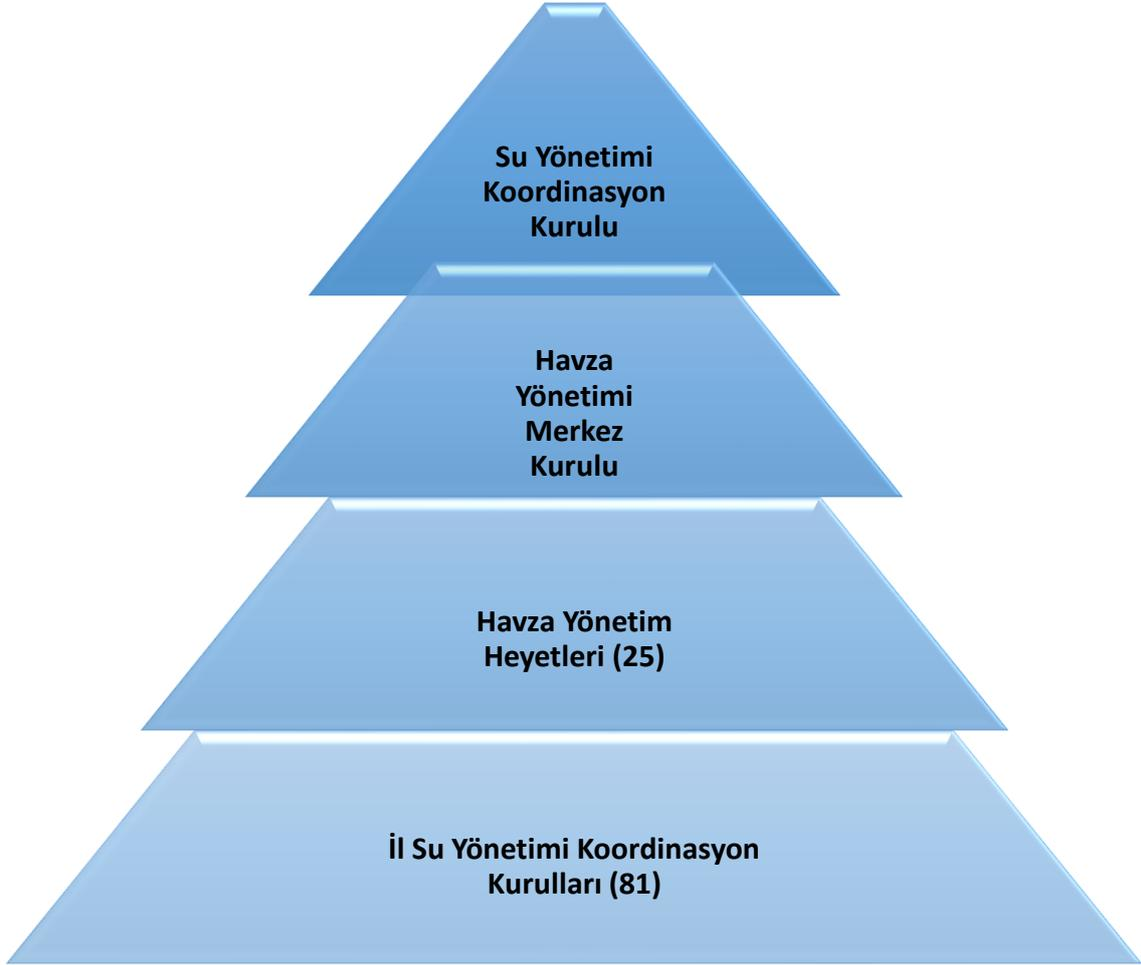 Su Yönetimi
Koordinasyon
Kurulu
Havza
Yönetimi
Merkez
Kurulu
Havza Yönetim
Heyetleri (25)
İl Su Yönetimi Koordinasyon
Kurulları (81)